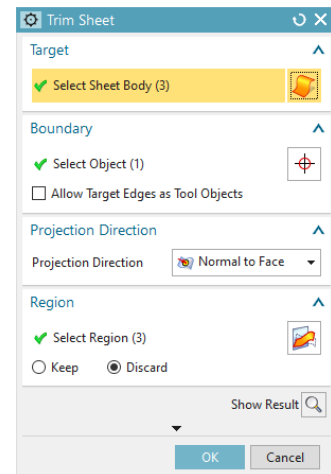 Trim Sheet
Target
Select Sheet Body (3)
Boundary
Select Object (1)
Allow Target Edges as Tool Objects
Projection Direction
Projection Direction Normal to Face
Region
Select Region (3)
Keep Discard
Show Result
OK Cancel